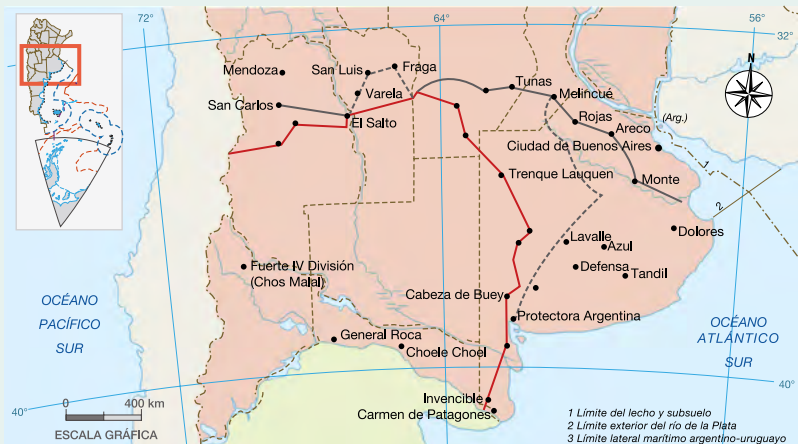 72°
64°
56°
32°
N
Mendoza
San Luis
Fraga
Varela
San Carlos
El Salto
Tunas
Melincué
Rojas
Areco
(Arg.)
Ciudad de Buenos Aires
1
Trenque Lauquen
Monte
2
Dolores
Lavalle
Azul
Fuerte IV División
(Chos Malal)
Defensa
Tandil
Cabeza de Buey
Protectora Argentina
OCÉANO
PACÍFICO
SUR
OCÉANO
ATLÁNTICO
SUR
General Roca
Choele Choel
40°
Invencible
Carmen de Patagones
40°
0 400 km
ESCALA GRÁFICA
1 Límite del lecho y subsuelo
2 Límite exterior del río de la Plata
3 Límite lateral marítimo argentino-uruguayo